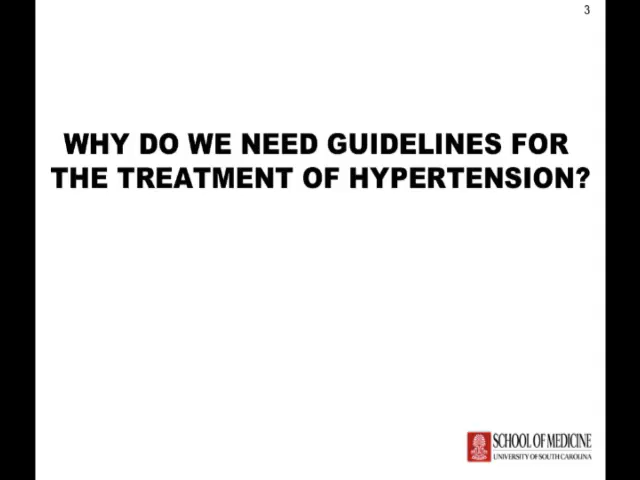 3
WHY DO WE NEED GUIDELINES FOR
THE TREATMENT OF HYPERTENSION?
SCHOOL OF MEDICINE
UNIVERSITY OF SOUTH CAROLINA